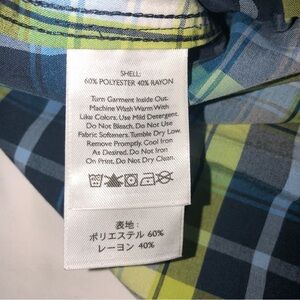 SHELL:
60% POLYESTER 40% RAYON
Turn Garment Inside Out.
Machine Wash Warm With
Like Colors. Use Mild Detergent.
Do Not Bleach. Do Not Use
Fabric Softeners. Tumble Dry Low.
Remove Promptly. Cool Iron
As Desired. Do Not Iron
On Print. Do Not Dry Clean.
表地:
ポリエステル 60%
レーヨン 40%